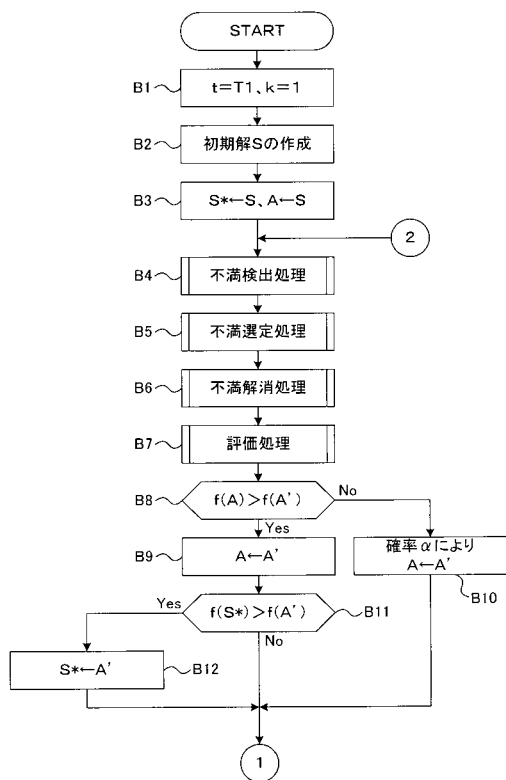 START
B1
t=T1、k=1
B2
初期解Sの作成
B3
S*←S、A←S
2
B4
不満検出処理
B5
不満選定処理
B6
不満解消処理
B7
評価処理
B8
f(A)>f(A')
No
Yes
B9
A←A'
確率αにより
A←A'
B10
Yes
f(S*)>f(A')
B11
No
S*←A'
B12
1